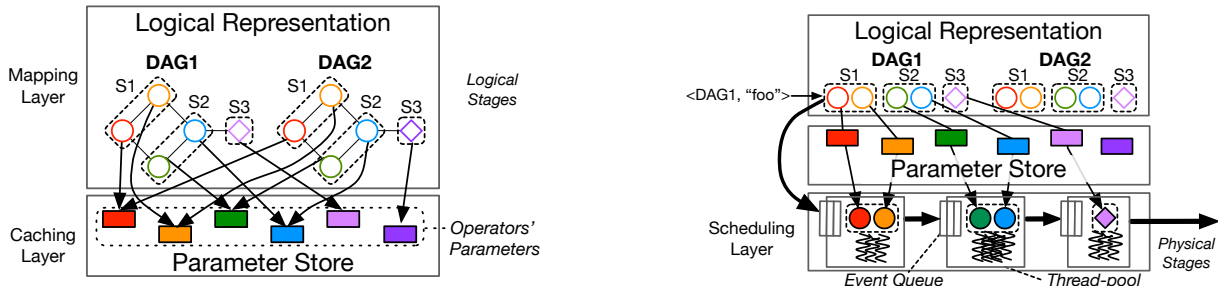 Logical Representation
DAG1
DAG2
S1
S2
S3
S1
S2
S3
Mapping
Layer
Logical
Stages
Caching
Layer
Operators'
Parameters
Parameter Store
Logical Representation
DAG1
DAG2
S1
S2
S3
S1
S2
S3
<DAG1, “foo”>
Parameter Store
Scheduling
Layer
Physical
Stages
Event Queue
Thread-pool